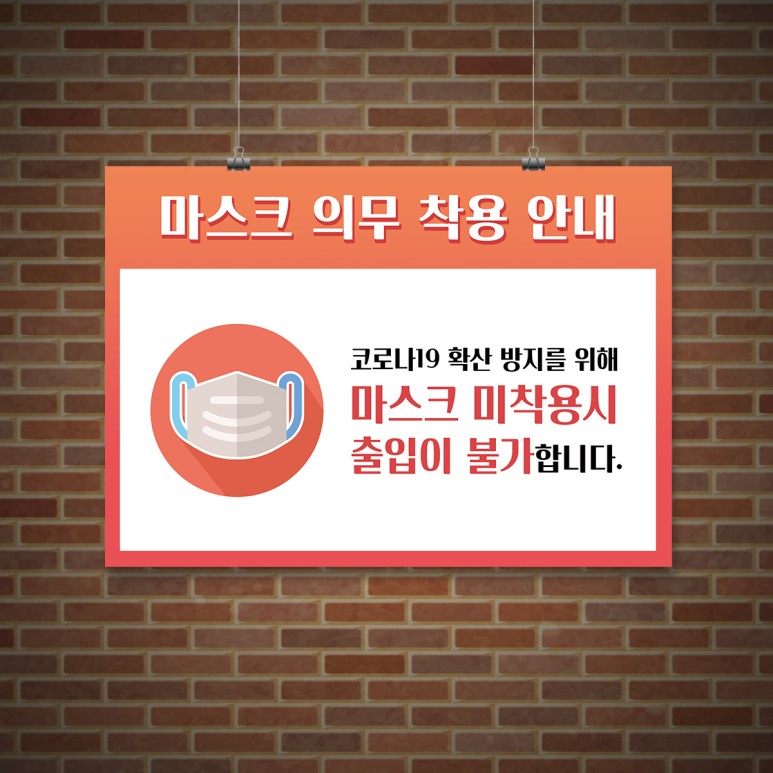 마스크 의무 착용 안내
코로나19 확산 방지를 위해
마스크 미착용시
출입이 불가합니다.